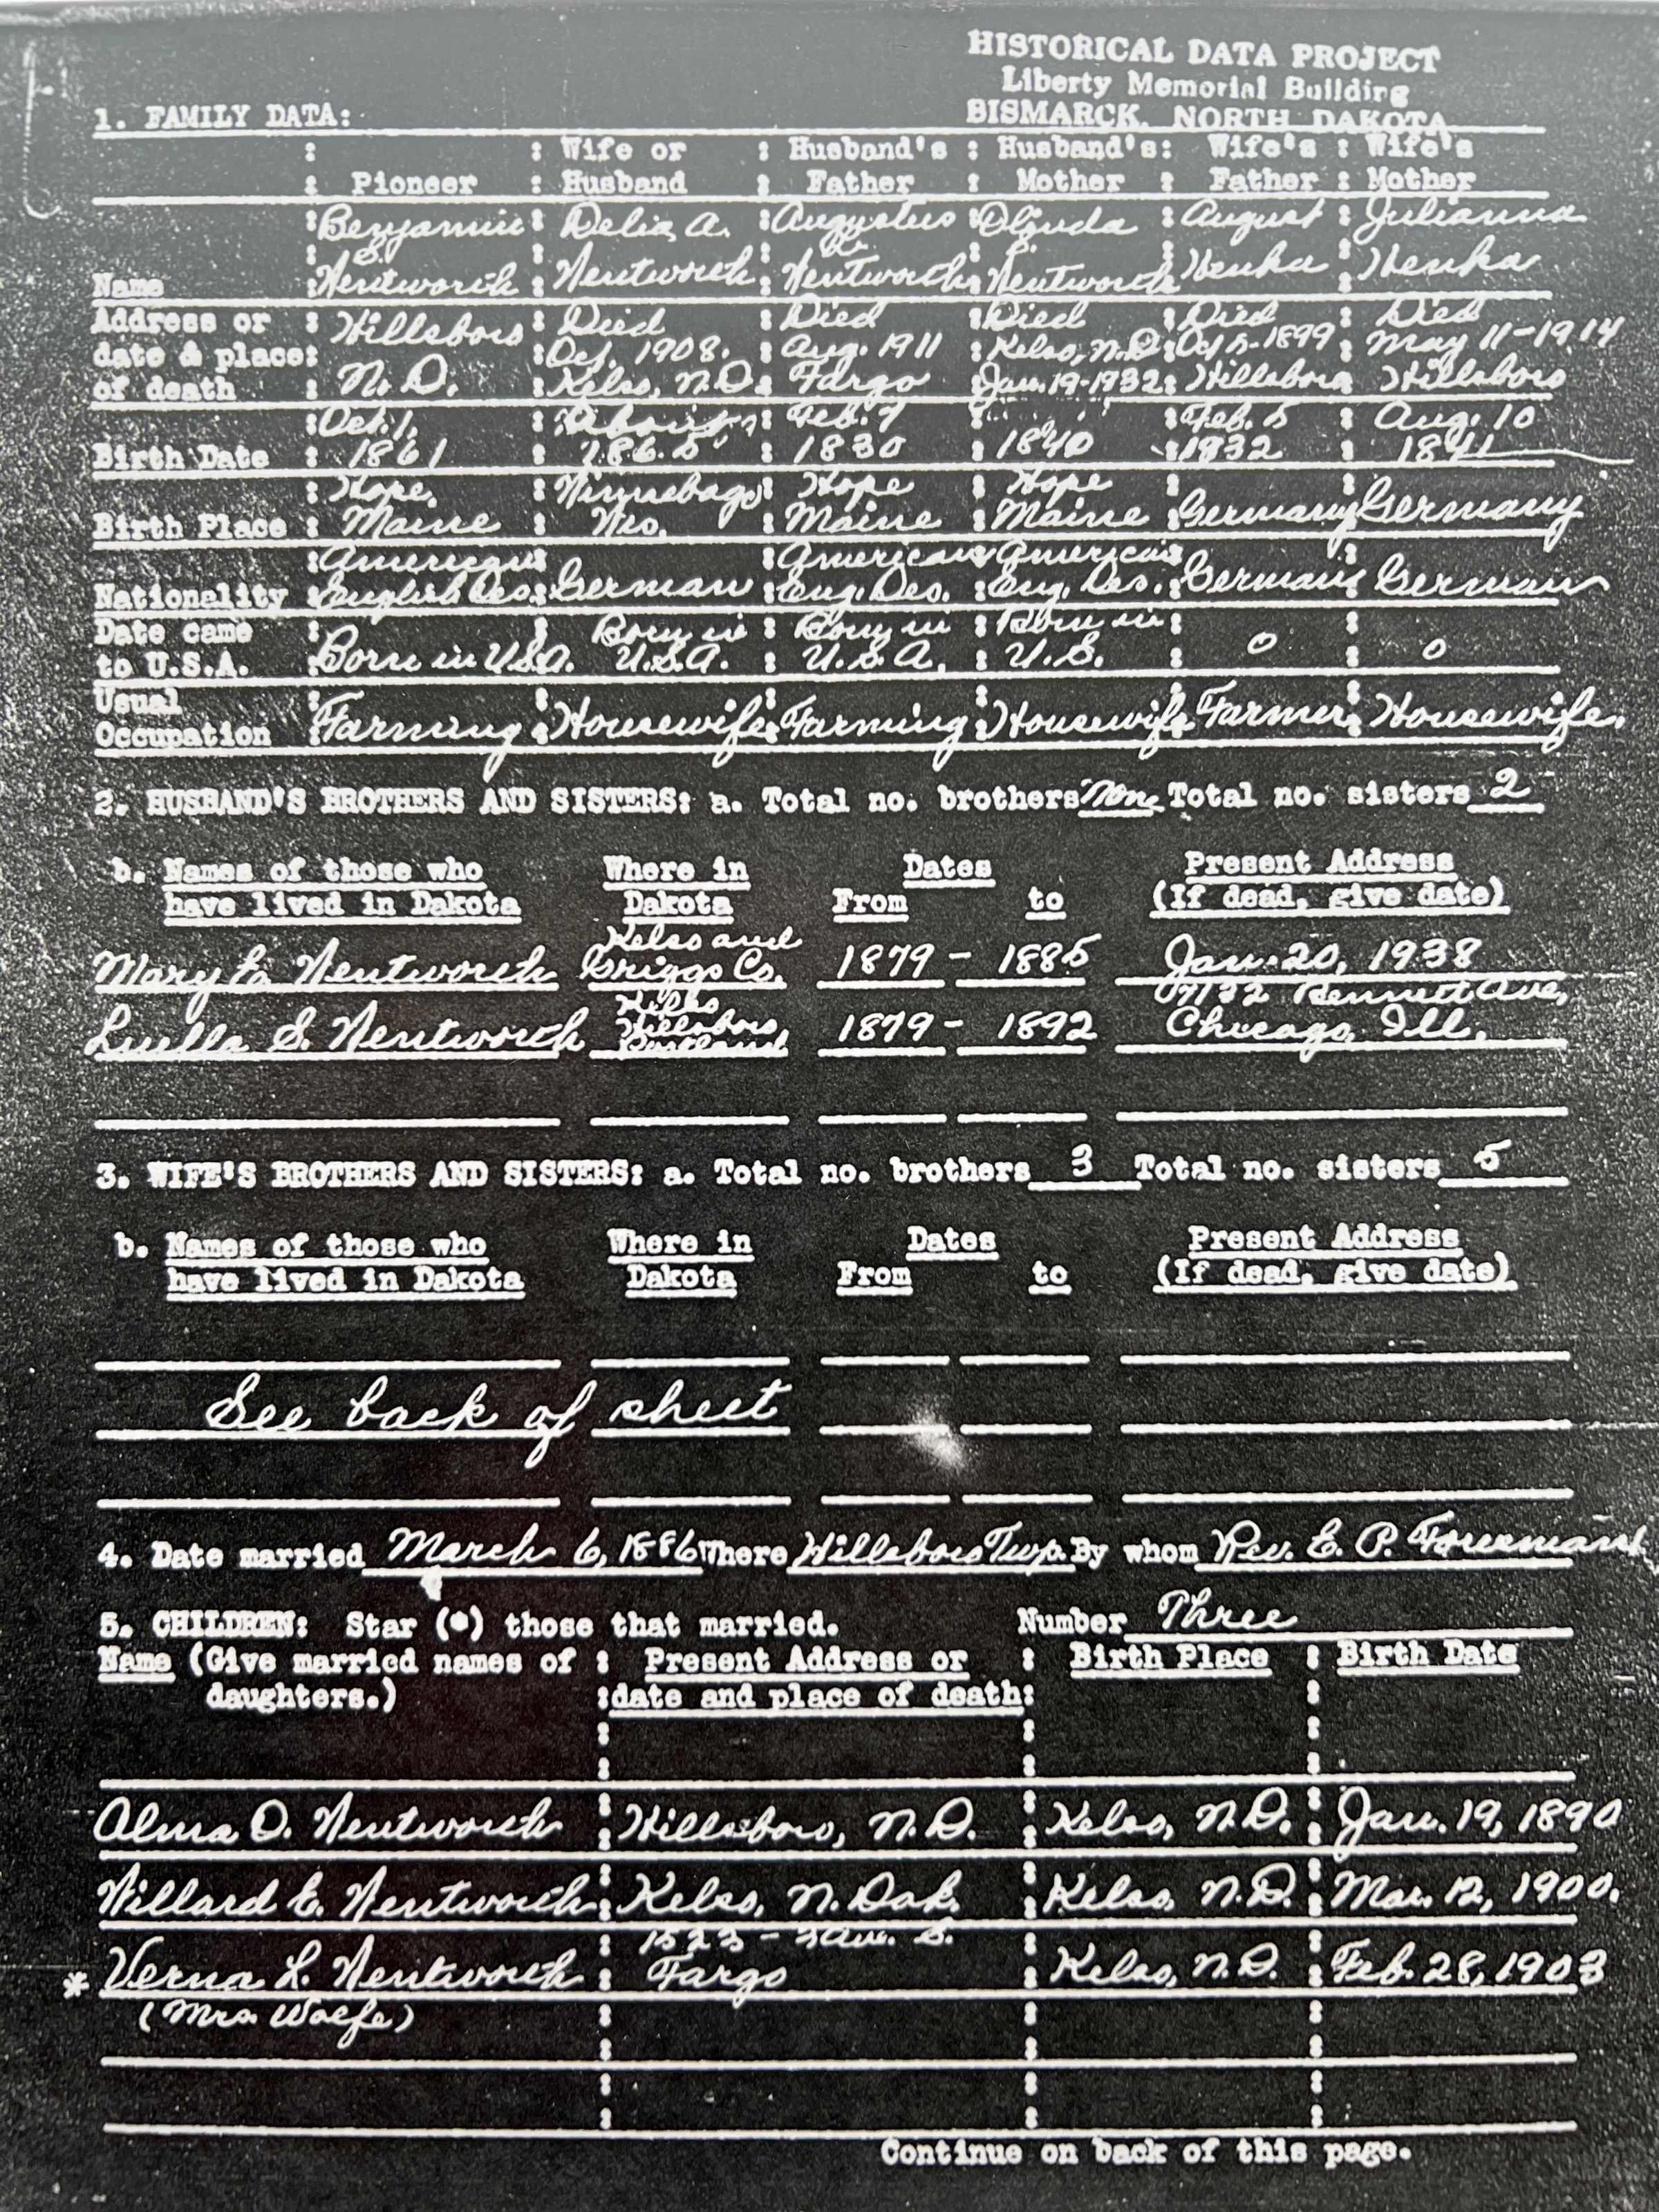 HISTORICAL DATA PROJECT
Liberty Memorial Building
BISMARCK, NORTH DAKOTA
1. FAMILY DATA:
Pioneer : Wife or Husband : Husband's Father : Husband's Mother : Wife's Father : Wife's Mother
Name : Benjamin S. Wentworth : Delia A. Wentworth : Augustus Wentworth : Wentworth : August Henka : Julianna Henka
Address or date & place of death : Hillsboro N. D. : Died Oct. 1908. Kelso, N.D. : Died Aug. 1911 Fargo : Died Kelso, N.D. Jan. 19-1932 : Died Oct 5-1899 Hillsboro : Died May 11-1914 Hillsboro
Birth Date : Oct. 1, 1861 : About 1865 : Feb. 7 1830 : 1840 : Feb. 5 1932 : Aug. 10 1841
Birth Place : Hope, Maine : Winnebago Wis. : Hope Maine : Hope Maine : Germany : Germany
Nationality : American English Des. : German : American Eng. Des. : American Eng. Des. : German : German
Date came to U.S.A. : Born in U.S.A. : Born in U.S.A. : Born in U.S.A. : Born in U.S. : 0 : 0
Usual Occupation : Farming : Housewife : Farming : Housewife : Farmer : Housewife.
2. HUSBAND'S BROTHERS AND SISTERS: a. Total no. brothers None Total no. sisters 2
b. Names of those who have lived in Dakota Where in Dakota Dates From to Present Address (If dead, give date)
Mary E. Wentworth Kelso and Griggs Co. 1879 - 1885 Jan. 20, 1938
Luella S. Wentworth Kelso Hillsboro, Portland 1879 - 1892 7132 Bennett Ave, Chicago, Ill.
3. WIFE'S BROTHERS AND SISTERS: a. Total no. brothers 3 Total no. sisters 5
b. Names of those who have lived in Dakota Where in Dakota Dates From to Present Address (If dead, give date)
See back of sheet
4. Date married March 6, 1886 Where Hillsboro Twp. By whom Rev. E. P.
5. CHILDREN: Star (*) those that married. Number Three
Name (Give married names of daughters.) : Present Address or date and place of death : Birth Place : Birth Date
Alma O. Wentworth : Hillsboro, N.D. : Kelso, N.D. : Jan. 19, 1890
Willard E. Wentworth : Kelso, N. Dak. : Kelso, N.D. : Mar. 12, 1900.
* Verna L. Wentworth : 1523 - 3 Ave. S. Fargo : Kelso, N.D. : Feb. 28, 1903
(Mrs. Wolfe)
Continue on back of this page.